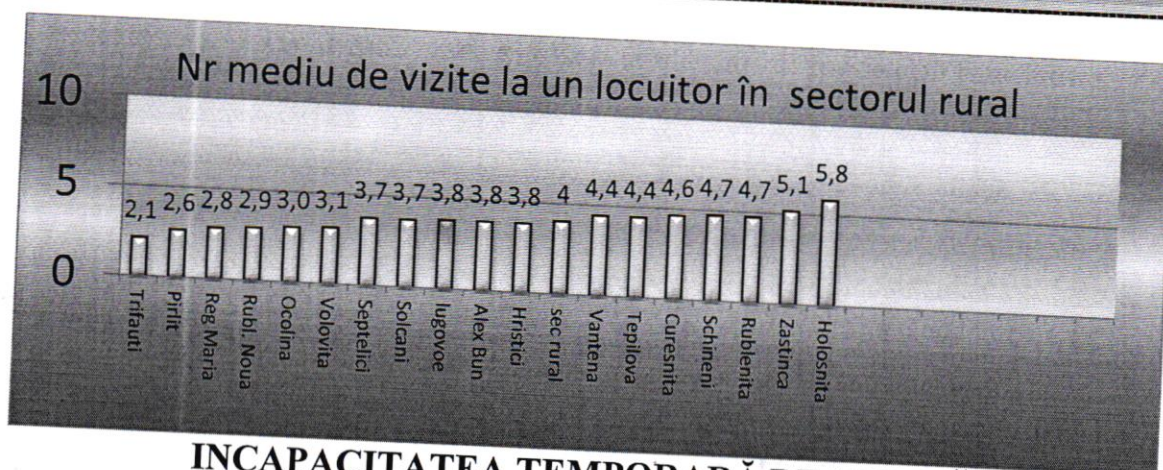 Nr mediu de vizite la un locuitor în sectorul rural
10
5
0
2,1 2,6 2,8 2,9 3,0 3,1 3,7 3,7 3,8 3,8 3,8 4 4,4 4,4 4,6 4,7 4,7 5,1 5,8
Trifauti
Pirlit
Reg Maria
Rubl. Noua
Ocolina
Volovita
Septelici
Solcani
Iugovoe
Alex Bun
Hristici
sec rural
Vantena
Tepilova
Curesnita
Schineni
Rublenita
Zastinca
Holosnita
INCAPACITATEA TEMPORARĂ